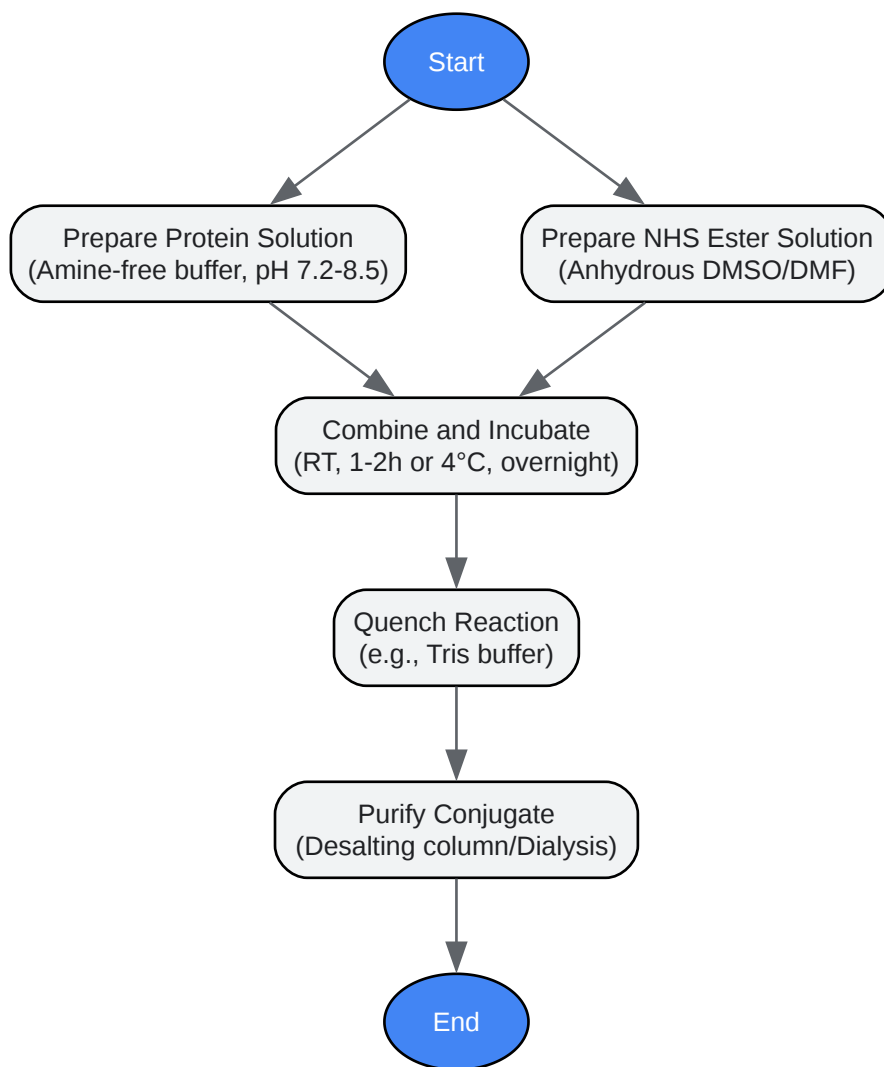 Start
Prepare Protein Solution
(Amine-free buffer, pH 7.2-8.5)
Prepare NHS Ester Solution
(Anhydrous DMSO/DMF)
Combine and Incubate
(RT, 1-2h or 4°C, overnight)
Quench Reaction
(e.g., Tris buffer)
Purify Conjugate
(Desalting column/Dialysis)
End